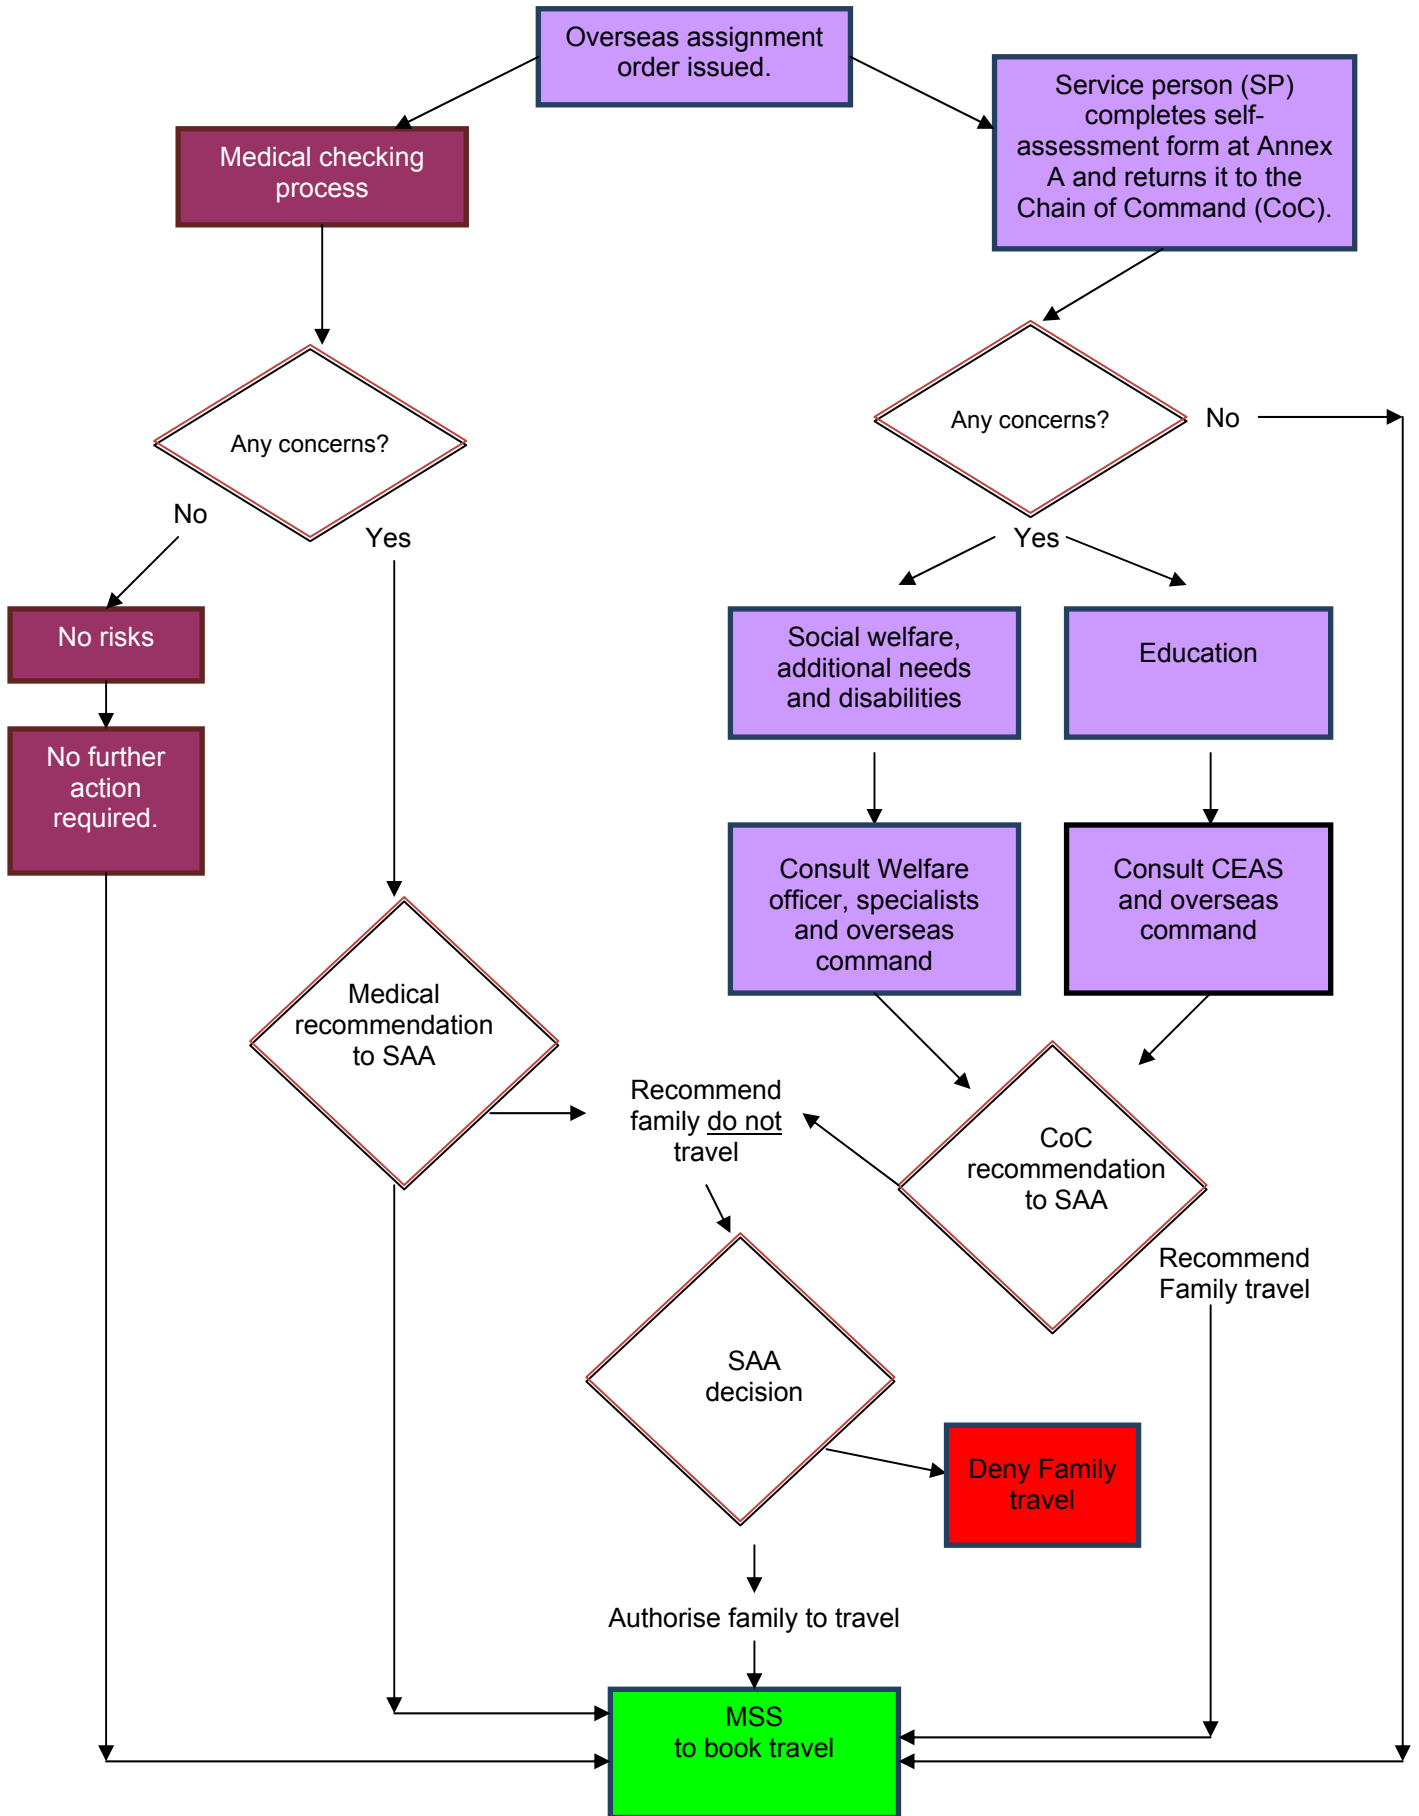 Overseas assignment
order issued.
Service person (SP)
completes self-
assessment form at Annex
A and returns it to the
Chain of Command (CoC).
Medical checking
process
Any concerns?
Any concerns?
No
No
Yes
Yes
No risks
Social welfare,
additional needs
and disabilities
Education
No further
action
required.
Consult Welfare
officer, specialists
and overseas
command
Consult CEAS
and overseas
command
Medical
recommendation
to SAA
Recommend
family do not
travel
CoC
recommendation
to SAA
Recommend
Family travel
SAA
decision
Deny Family
travel
Authorise family to travel
MSS
to book travel